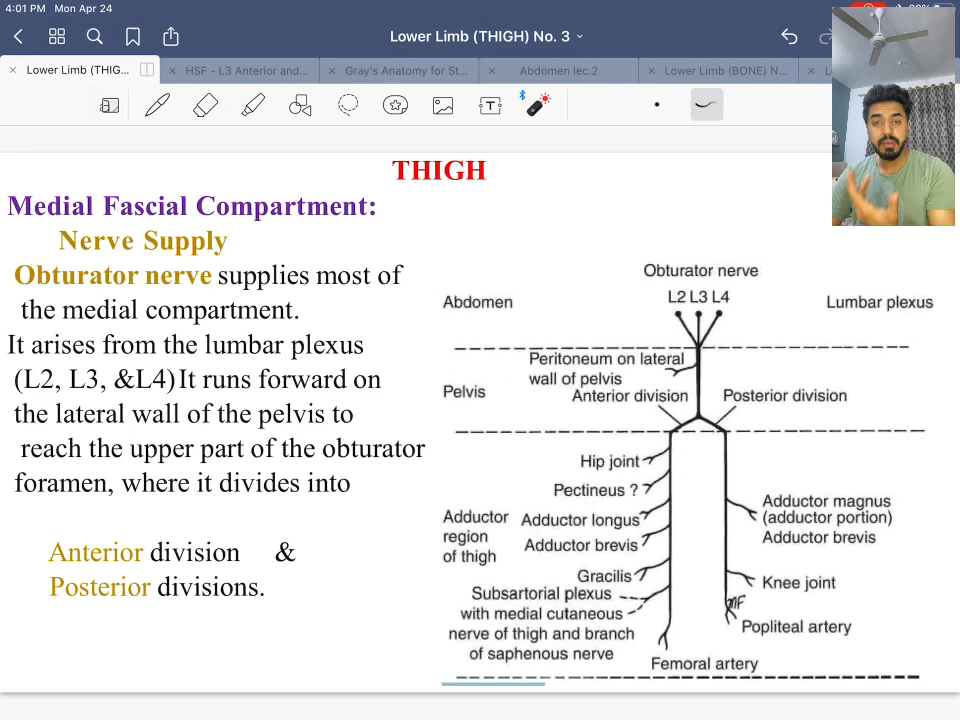 4:01 PM Mon Apr 24
Lower Limb (THIGH) No. 3
Lower Limb (THIG...
HSF - L3 Anterior and...
Gray's Anatomy for St...
Abdomen lec.2
Lower Limb (BONE) N...
THIGH
Medial Fascial Compartment:
Nerve Supply
Obturator nerve supplies most of
the medial compartment.
It arises from the lumbar plexus
(L2, L3, &L4)It runs forward on
the lateral wall of the pelvis to
reach the upper part of the obturator
foramen, where it divides into
Anterior division &
Posterior divisions.
Obturator nerve
L2 L3 L4
Abdomen
Lumbar plexus
Peritoneum on lateral
wall of pelvis
Pelvis
Anterior division
Posterior division
Hip joint
Pectineus ?
Adductor longus
Adductor brevis
Adductor
region
of thigh
Gracilis
Subsartorial plexus
with medial cutaneous
nerve of thigh and branch
of saphenous nerve
Femoral artery
Adductor magnus
(adductor portion)
Adductor brevis
Knee joint
Popliteal artery